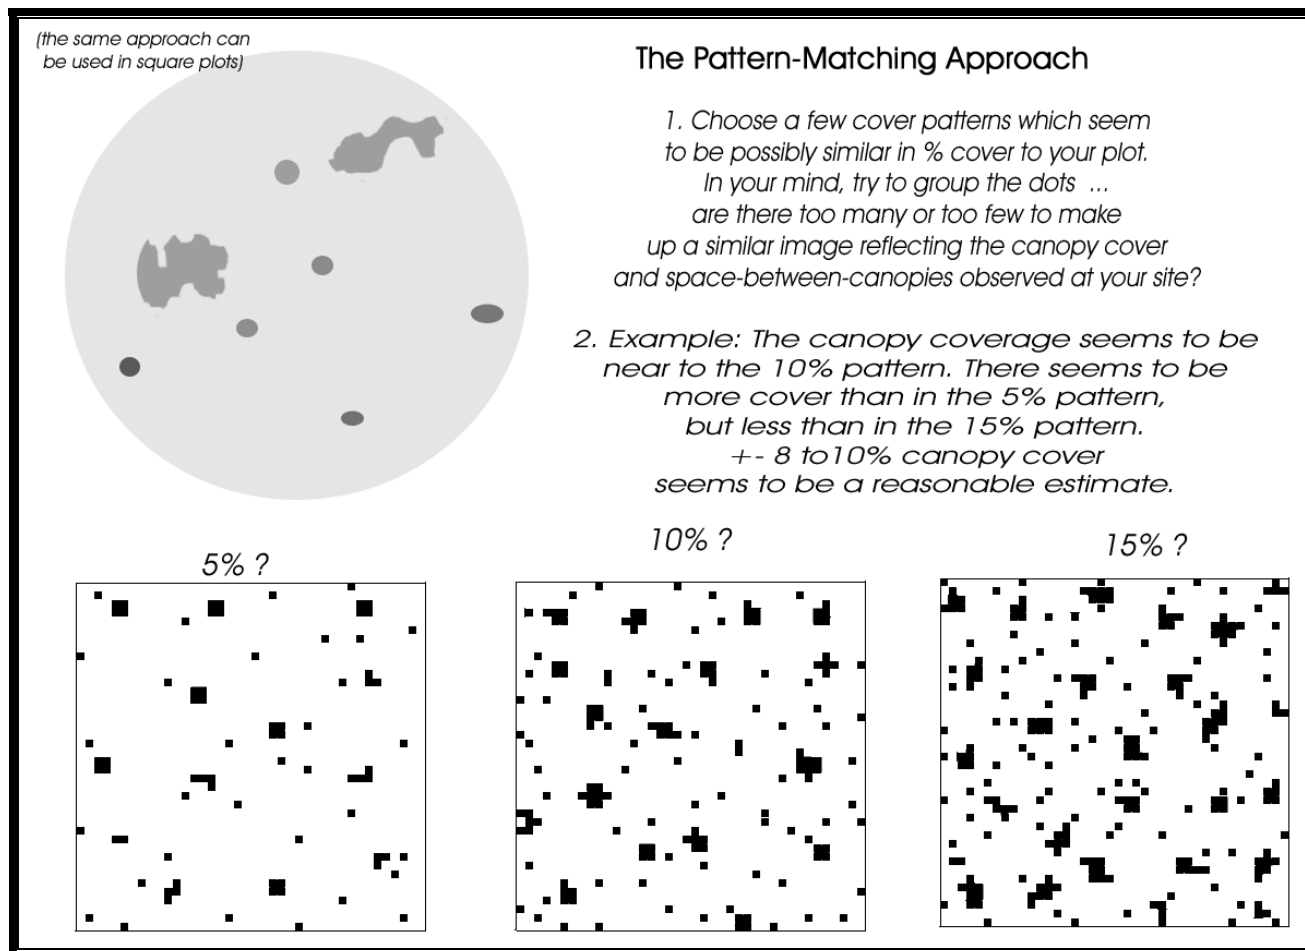 (the same approach can
be used in square plots)
The Pattern-Matching Approach
1. Choose a few cover patterns which seem
to be possibly similar in % cover to your plot.
In your mind, try to group the dots ...
are there too many or too few to make
up a similar image reflecting the canopy cover
and space-between-canopies observed at your site?
2. Example: The canopy coverage seems to be
near to the 10% pattern. There seems to be
more cover than in the 5% pattern,
but less than in the 15% pattern.
+- 8 to10% canopy cover
seems to be a reasonable estimate.
5% ?
10% ?
15% ?